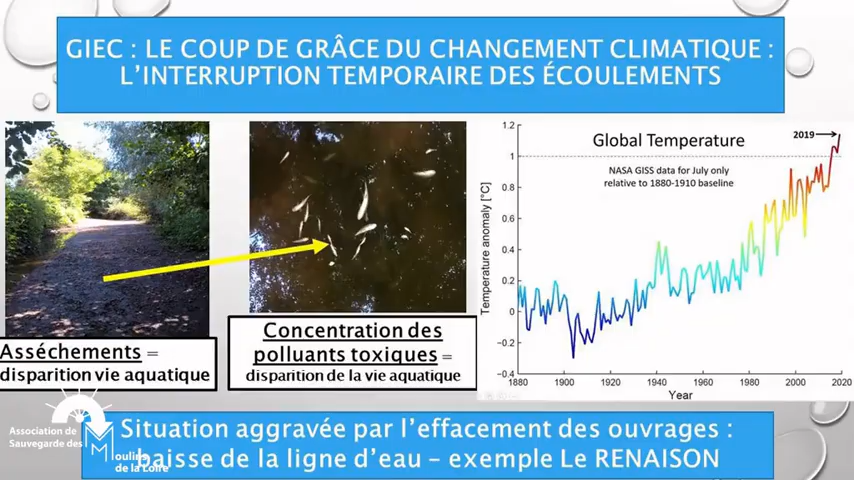 GIEC : LE COUP DE GRÂCE DU CHANGEMENT CLIMATIQUE :
L'INTERRUPTION TEMPORAIRE DES ÉCOULEMENTS
Asséchements =
disparition vie aquatique
Concentration des
polluants toxiques =
disparition de la vie aquatique
Global Temperature
NASA GISS data for July only
relative to 1880-1910 baseline
2019
Temperature anomaly [°C]
1.2
1
0.8
0.6
0.4
0.2
0
−0.2
−0.4
1880 1900 1920 1940 1960 1980 2000 2020
Year
Situation aggravée par l'effacement des ouvrages :
baisse de la ligne d'eau – exemple Le RENAISON
Association de
Sauvegarde des
Moulins
de la Loire